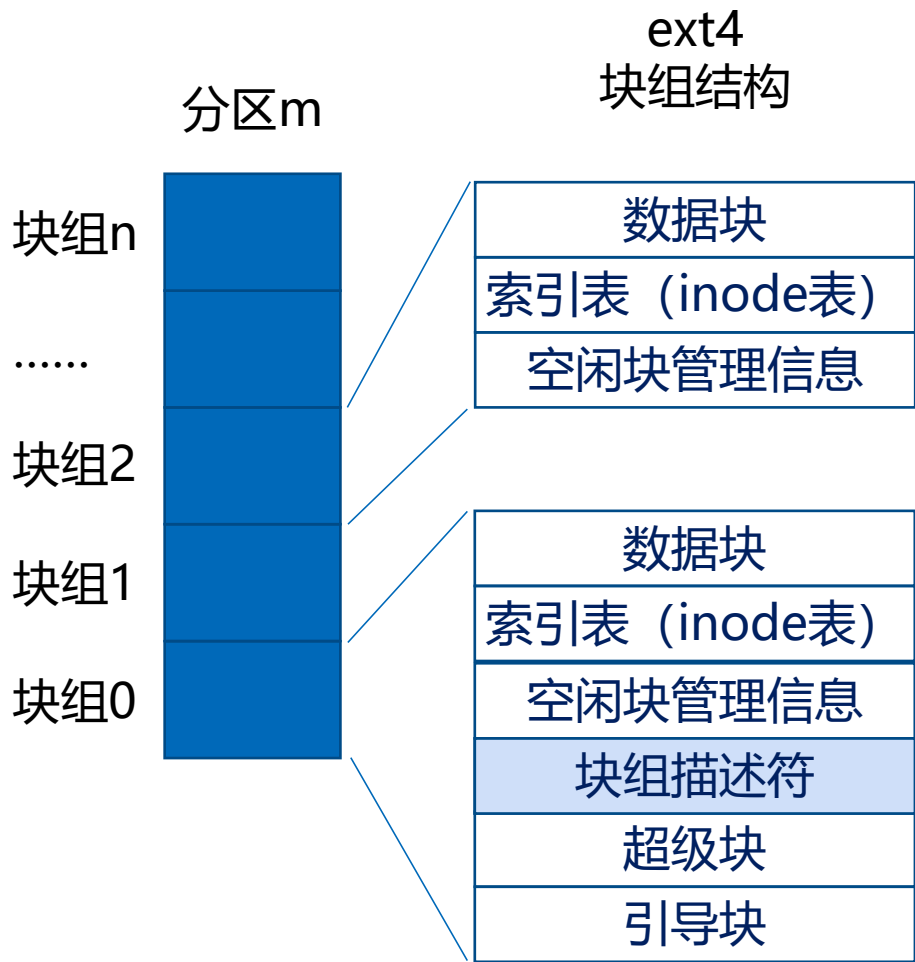 ext4
块组结构
分区m
块组n
……
块组2
块组1
块组0
数据块
索引表（inode表）
空闲块管理信息
数据块
索引表（inode表）
空闲块管理信息
块组描述符
超级块
引导块